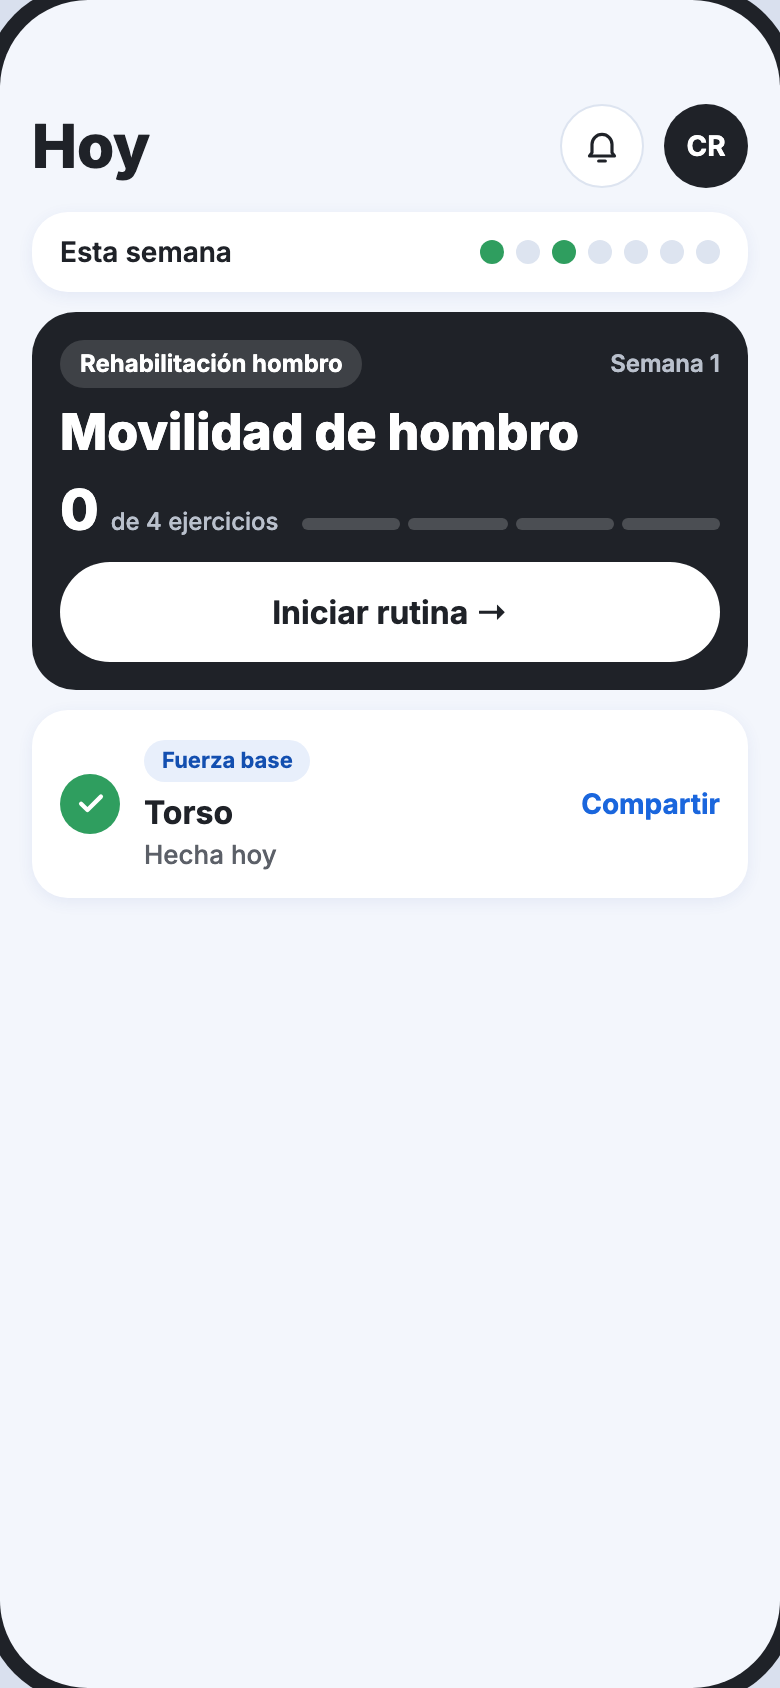 Hoy
CR
Esta semana
Rehabilitación hombro
Semana 1
Movilidad de hombro
0 de 4 ejercicios
Iniciar rutina →
Fuerza base
Torso
Hecha hoy
Compartir